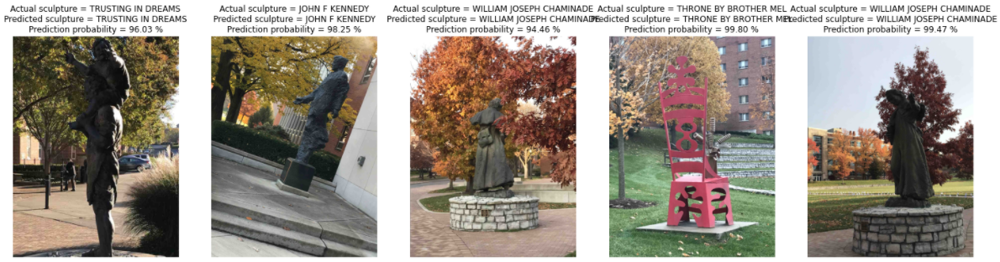 Actual sculpture = TRUSTING IN DREAMS
Predicted sculpture = TRUSTING IN DREAMS
Prediction probability = 96.03 %
Actual sculpture = JOHN F KENNEDY
Predicted sculpture = JOHN F KENNEDY
Prediction probability = 98.25 %
Actual sculpture = WILLIAM JOSEPH CHAMINADE
Predicted sculpture = WILLIAM JOSEPH CHAMINADE
Prediction probability = 94.46 %
Actual sculpture = THRONE BY BROTHER MEL
Predicted sculpture = THRONE BY BROTHER MEL
Prediction probability = 99.80 %
Actual sculpture = WILLIAM JOSEPH CHAMINADE
Predicted sculpture = WILLIAM JOSEPH CHAMINADE
Prediction probability = 99.47 %